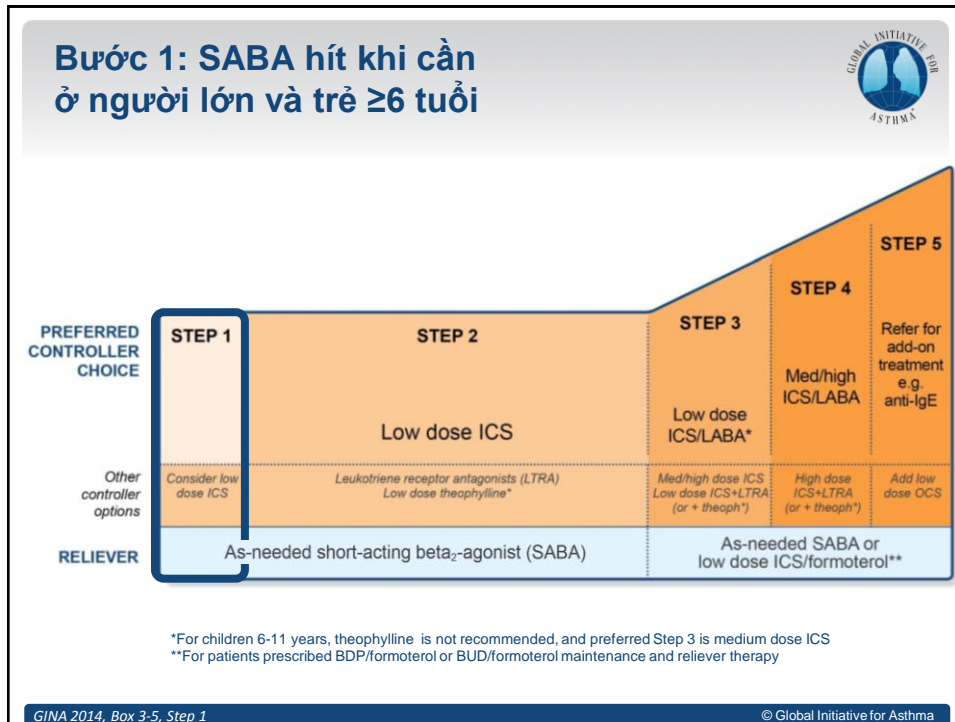 Bước 1: SABA hít khi cần
ở người lớn và trẻ ≥6 tuổi
GLOBAL INITIATIVE FOR
ASTHMA
PREFERRED
CONTROLLER
CHOICE
STEP 1
STEP 2
Low dose ICS
STEP 3
Low dose
ICS/LABA*
STEP 4
Med/high
ICS/LABA
STEP 5
Refer for
add-on
treatment
e.g.
anti-IgE
Other
controller
options
Consider low
dose ICS
Leukotriene receptor antagonists (LTRA)
Low dose theophylline*
Med/high dose ICS
Low dose ICS+LTRA
(or + theoph*)
High dose
ICS+LTRA
(or + theoph*)
Add low
dose OCS
RELIEVER
As-needed short-acting beta₂-agonist (SABA)
As-needed SABA or
low dose ICS/formoterol**
*For children 6-11 years, theophylline is not recommended, and preferred Step 3 is medium dose ICS
**For patients prescribed BDP/formoterol or BUD/formoterol maintenance and reliever therapy
GINA 2014, Box 3-5, Step 1
© Global Initiative for Asthma